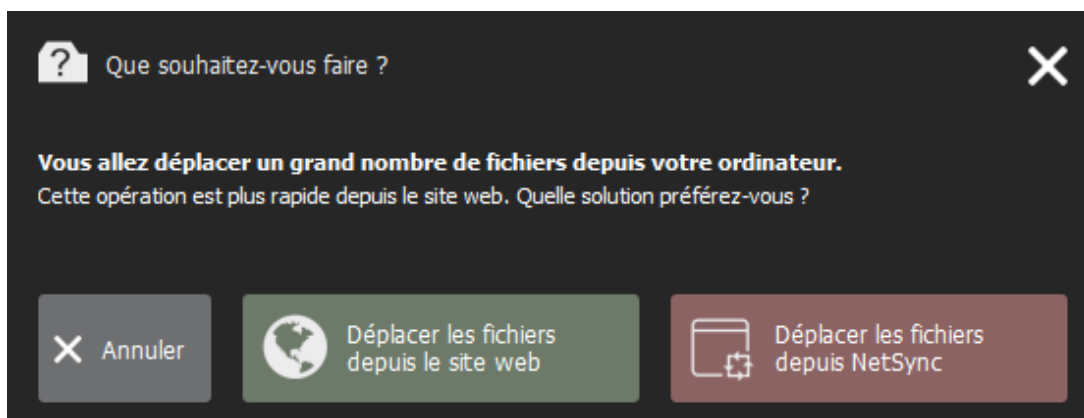 Que souhaitez-vous faire ?
Vous allez déplacer un grand nombre de fichiers depuis votre ordinateur.
Cette opération est plus rapide depuis le site web. Quelle solution préférez-vous ?
Annuler
Déplacer les fichiers
depuis le site web
Déplacer les fichiers
depuis NetSync